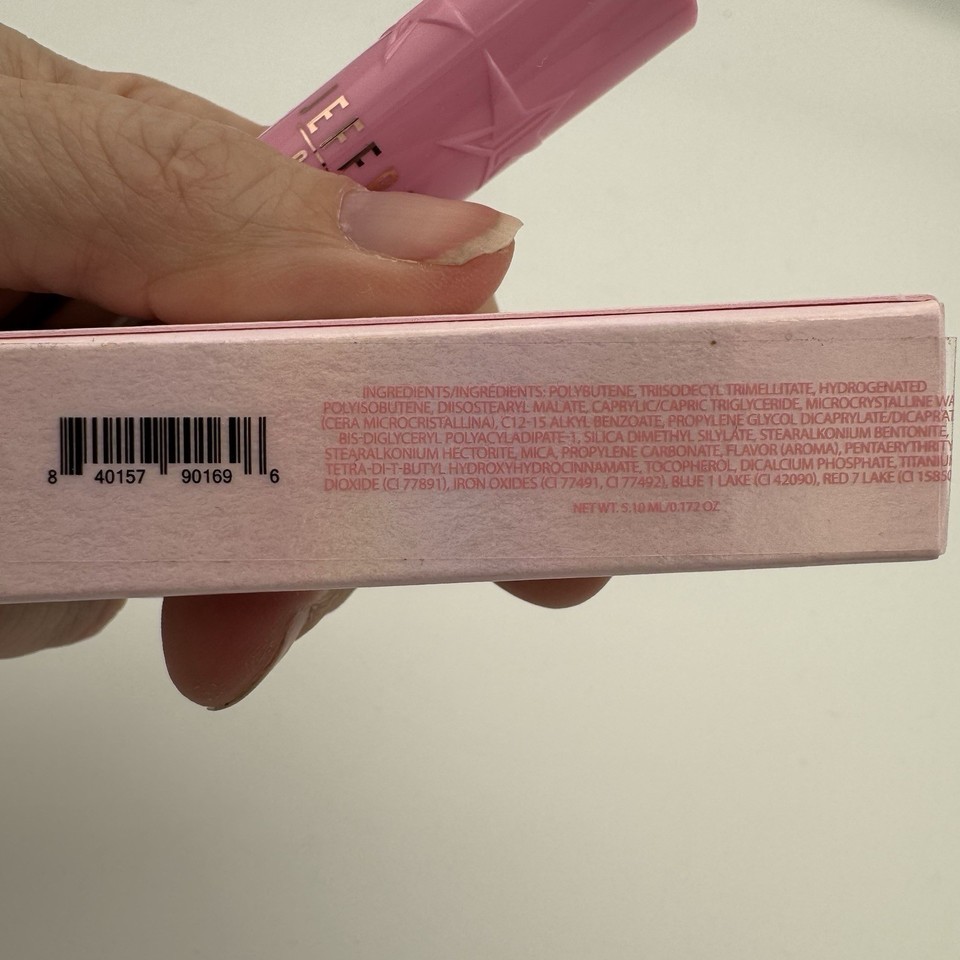 JEFF
INGREDIENTS/INGRÉDIENTS: POLYBUTENE, TRIISODECYL TRIMELLITATE, HYDROGENATED
POLYISOBUTENE, DIISOSTEARYL MALATE, CAPRYLIC/CAPRIC TRIGLYCERIDE, MICROCRYSTALLINE WA
(CERA MICROCRISTALLINA), C12-15 ALKYL BENZOATE, PROPYLENE GLYCOL DICAPRYLATE/DICAPRAT
BIS-DIGLYCERYL POLYACYLADIPATE-1, SILICA DIMETHYL SILYLATE, STEARALKONIUM BENTONITE,
STEARALKONIUM HECTORITE, MICA, PROPYLENE CARBONATE, FLAVOR (AROMA), PENTAERYTHRIT
TETRA-DI-T-BUTYL HYDROXYHYDROCINNAMATE, TOCOPHEROL, DICALCIUM PHOSPHATE, TITANIU
DIOXIDE (CI 77891), IRON OXIDES (CI 77491, CI 77492), BLUE 1 LAKE (CI 42090), RED 7 LAKE (CI 1585
NET WT. 5.10 ML/0.172 OZ.
8 40157 90169 6